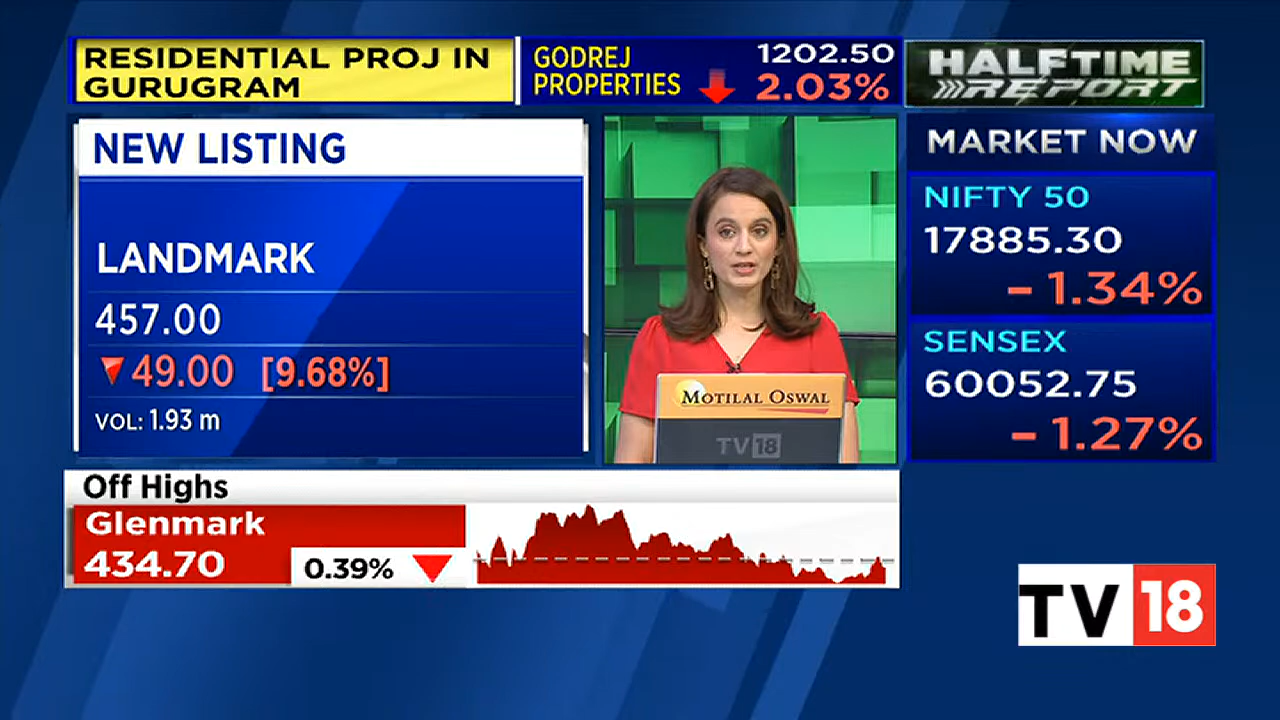 RESIDENTIAL PROJ IN
GURUGRAM
GODREJ
PROPERTIES
1202.50
2.03%
HALFTIME
REPORT
NEW LISTING
LANDMARK
457.00
49.00 [9.68%]
VOL: 1.93 m
MOTILAL OSWAL
TV18
MARKET NOW
NIFTY 50
17885.30
– 1.34%
SENSEX
60052.75
– 1.27%
Off Highs
Glenmark
434.70
0.39%
TV18